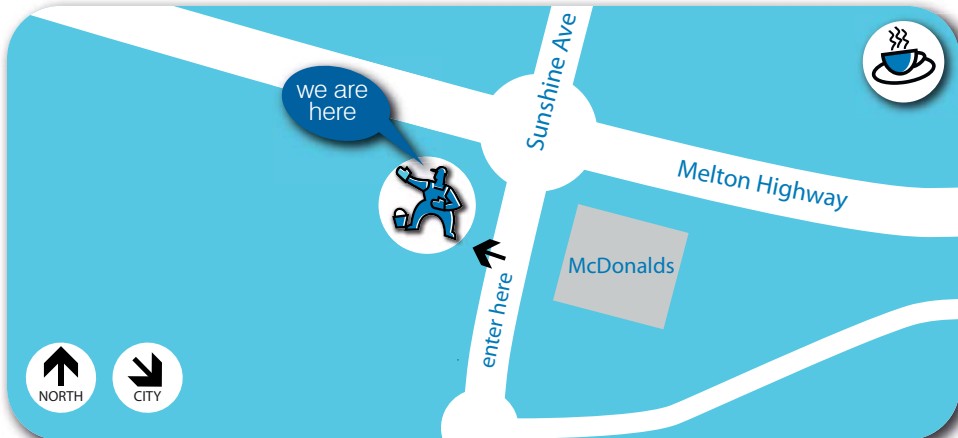 we are
here
Sunshine Ave
Melton Highway
McDonalds
enter here
NORTH
CITY